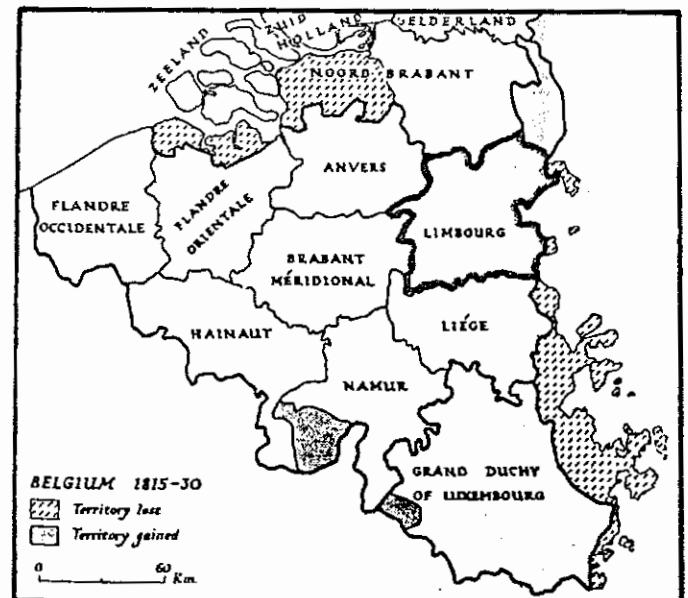 ZUID
HOLLAND
GELDERLAND
ZEELAND
NOORD BRABANT
ANVERS
FLANDRE
OCCIDENTALE
FLANDRE
ORIENTALE
LIMBOURG
BRABANT
MÉRIDIONAL
HAINAUT
LIÉGE
NAMUR
GRAND DUCHY
OF LUXEMBOURG
BELGIUM 1815-30
Territory lost
Territory gained
0 60
Km.